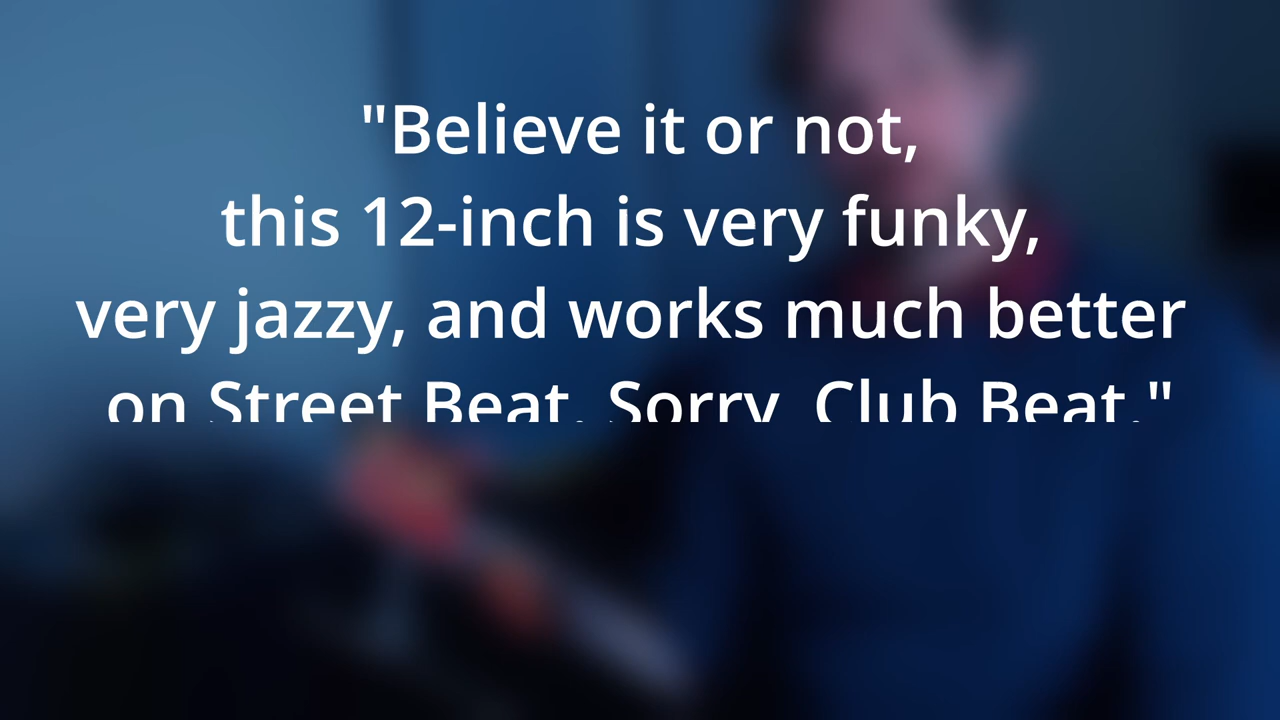 "Believe it or not,
this 12-inch is very funky,
very jazzy, and works much better
on Street Beat. Sorry, Club Beat."